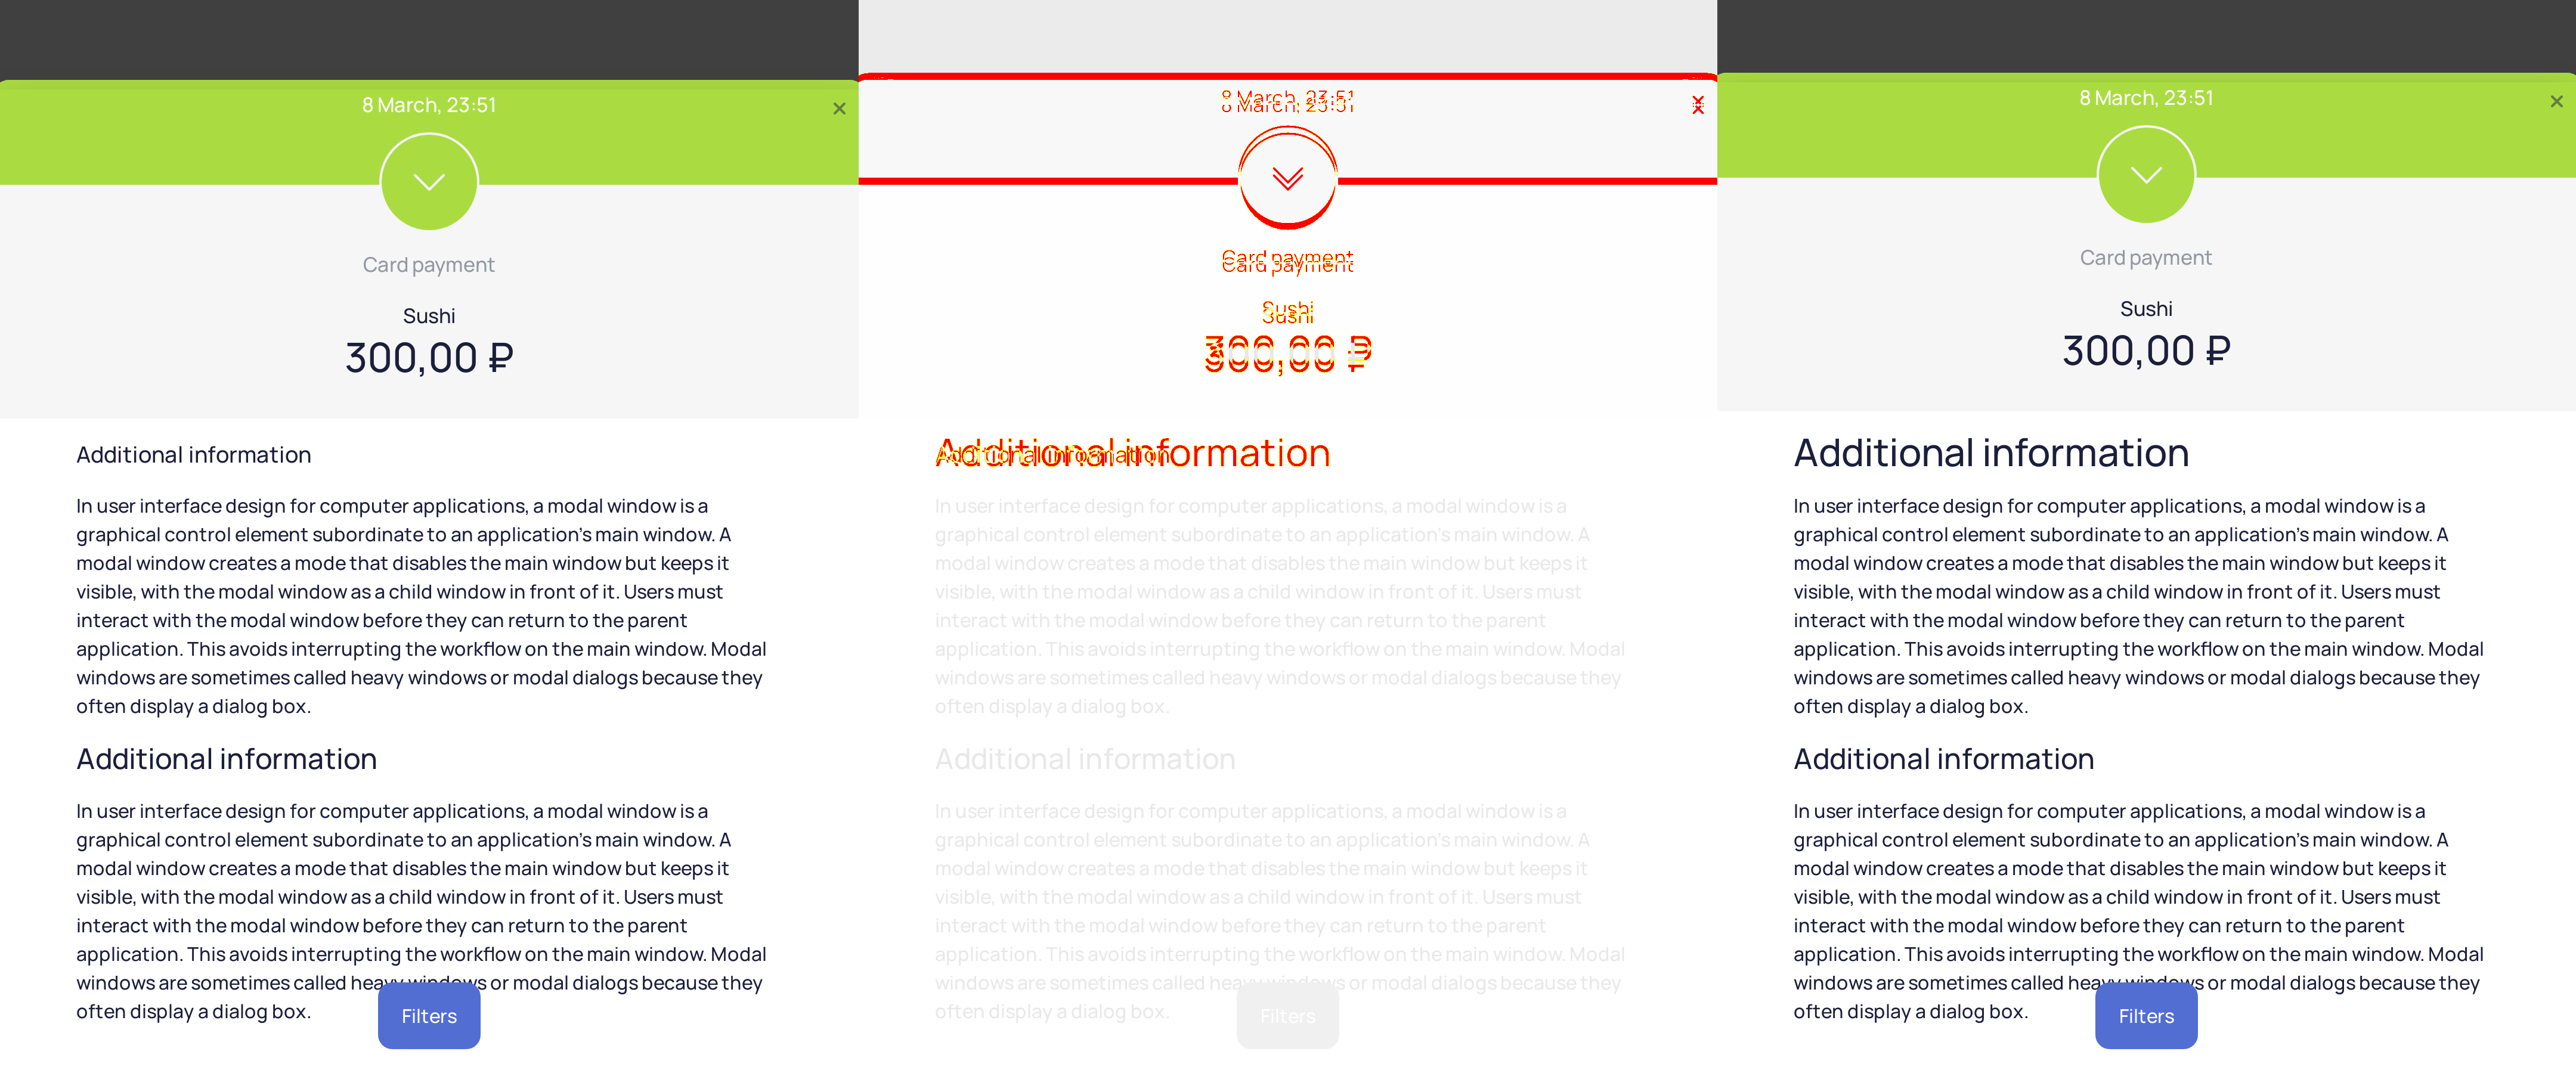 8 March, 23:51
Card payment
Sushi
300,00 ₽
Additional information
In user interface design for computer applications, a modal window is a
graphical control element subordinate to an application's main window. A
modal window creates a mode that disables the main window but keeps it
visible, with the modal window as a child window in front of it. Users must
interact with the modal window before they can return to the parent
application. This avoids interrupting the workflow on the main window. Modal
windows are sometimes called heavy windows or modal dialogs because they
often display a dialog box.
Additional information
In user interface design for computer applications, a modal window is a
graphical control element subordinate to an application's main window. A
modal window creates a mode that disables the main window but keeps it
visible, with the modal window as a child window in front of it. Users must
interact with the modal window before they can return to the parent
application. This avoids interrupting the workflow on the main window. Modal
windows are sometimes called heavy windows or modal dialogs because they
often display a dialog box.
Filters
8 March, 23:51
Card payment
Sushi
300,00 ₽
Additional information
In user interface design for computer applications, a modal window is a
graphical control element subordinate to an application's main window. A
modal window creates a mode that disables the main window but keeps it
visible, with the modal window as a child window in front of it. Users must
interact with the modal window before they can return to the parent
application. This avoids interrupting the workflow on the main window. Modal
windows are sometimes called heavy windows or modal dialogs because they
often display a dialog box.
Additional information
In user interface design for computer applications, a modal window is a
graphical control element subordinate to an application's main window. A
modal window creates a mode that disables the main window but keeps it
visible, with the modal window as a child window in front of it. Users must
interact with the modal window before they can return to the parent
application. This avoids interrupting the workflow on the main window. Modal
windows are sometimes called heavy windows or modal dialogs because they
often display a dialog box.
Filters
8 March, 23:51
Card payment
Sushi
300,00 ₽
Additional information
In user interface design for computer applications, a modal window is a
graphical control element subordinate to an application's main window. A
modal window creates a mode that disables the main window but keeps it
visible, with the modal window as a child window in front of it. Users must
interact with the modal window before they can return to the parent
application. This avoids interrupting the workflow on the main window. Modal
windows are sometimes called heavy windows or modal dialogs because they
often display a dialog box.
Additional information
In user interface design for computer applications, a modal window is a
graphical control element subordinate to an application's main window. A
modal window creates a mode that disables the main window but keeps it
visible, with the modal window as a child window in front of it. Users must
interact with the modal window before they can return to the parent
application. This avoids interrupting the workflow on the main window. Modal
windows are sometimes called heavy windows or modal dialogs because they
often display a dialog box.
Filters